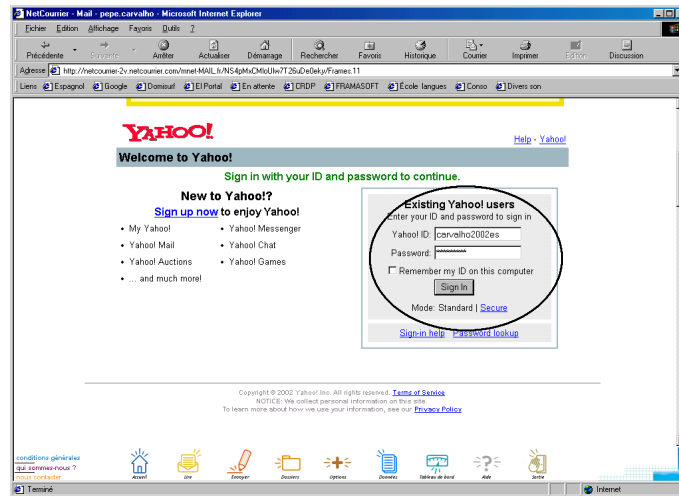 NetCourrier - Mail - pepe.carvalho - Microsoft Internet Explorer
Fichier Edition Affichage Favoris Outils ?
Précédente Suivante Arrêter Actualiser Démarrage Rechercher Favoris Historique Courrier Imprimer Edition Discussion
Adresse http://netcourrier-2v.netcourrier.com/mnet-MAIL.fr/NS4pMxCMloUlw7T26uDe0eky/Frames.11
Liens Espagnol Google Domisurf El Portal En attente CRDP FRAMASOFT École langues Conso Divers son
YAHOO!
Help - Yahoo!
Welcome to Yahoo!
Sign in with your ID and password to continue.
New to Yahoo!?
Sign up now to enjoy Yahoo!
• My Yahoo! • Yahoo! Messenger
• Yahoo! Mail • Yahoo! Chat
• Yahoo! Auctions • Yahoo! Games
• ... and much more!
Existing Yahoo! users
Enter your ID and password to sign in
Yahoo! ID: carvalho2002es
Password: *********
Remember my ID on this computer
Sign In
Mode: Standard | Secure
Sign-in help Password lookup
Copyright © 2002 Yahoo! Inc. All rights reserved. Terms of Service
NOTICE: We collect personal information on this site.
To learn more about how we use your information, see our Privacy Policy
conditions générales
qui sommes-nous ?
nous contacter
Accueil Lire Envoyer Dossiers Options Données Tableau de bord Aide Sortie
Terminé Internet